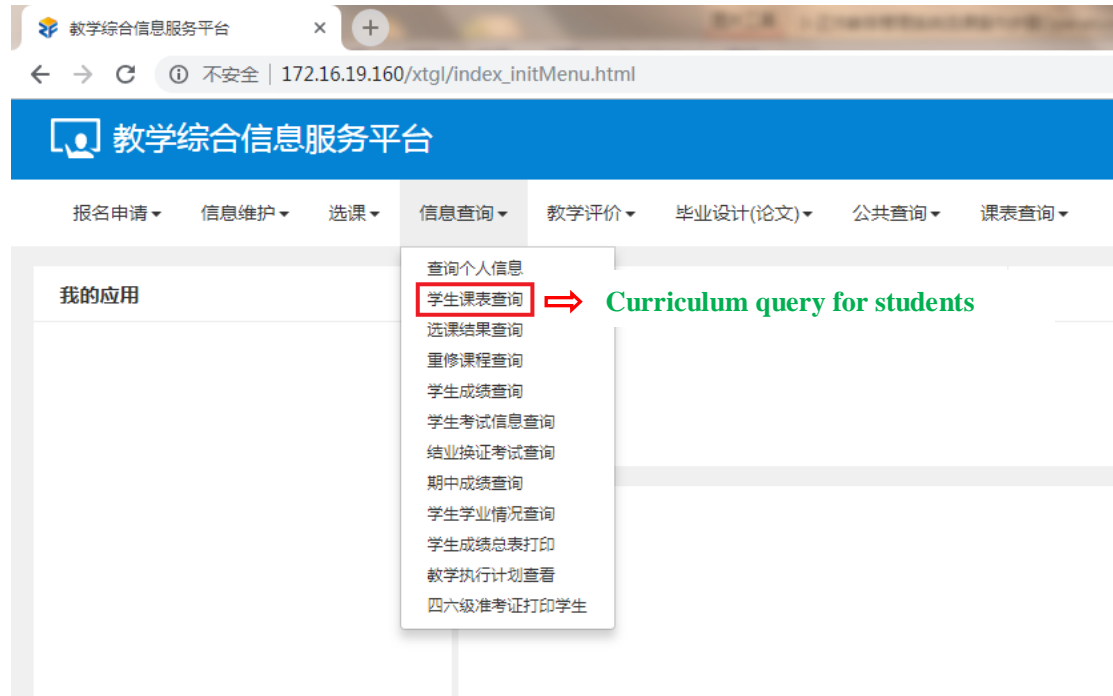 教学综合信息服务平台
不安全 | 172.16.19.160/xtgl/index_initMenu.html
教学综合信息服务平台
报名申请 信息维护 选课 信息查询 教学评价 毕业设计(论文) 公共查询 课表查询
我的应用
查询个人信息
学生课表查询 Curriculum query for students
选课结果查询
重修课程查询
学生成绩查询
学生考试信息查询
结业换证考试查询
期中成绩查询
学生学业情况查询
学生成绩总表打印
教学执行计划查看
四六级准考证打印学生